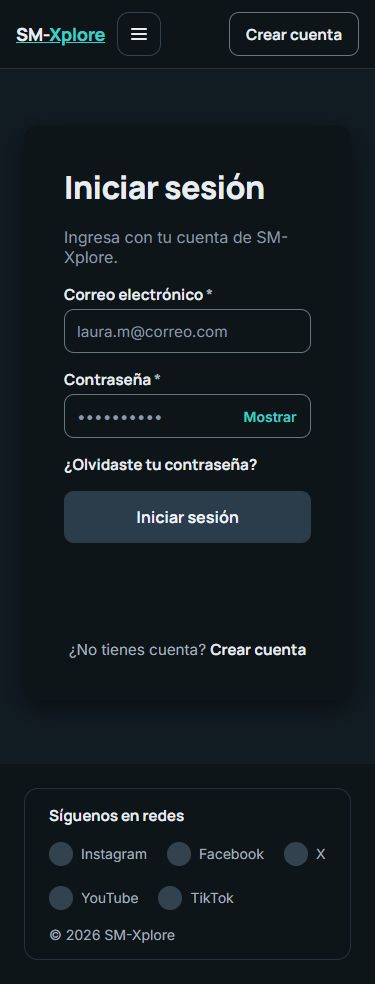 SM-Xplore
Crear cuenta
Iniciar sesión
Ingresa con tu cuenta de SM-
Xplore.
Correo electrónico *
laura.m@correo.com
Contraseña *
•••••••••• Mostrar
¿Olvidaste tu contraseña?
Iniciar sesión
¿No tienes cuenta? Crear cuenta
Síguenos en redes
Instagram Facebook X
YouTube TikTok
© 2026 SM-Xplore